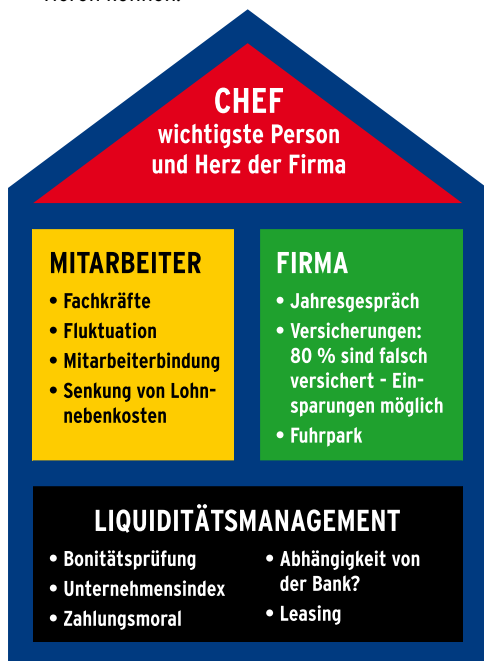 CHEF
wichtigste Person
und Herz der Firma
MITARBEITER
• Fachkräfte
• Fluktuation
• Mitarbeiterbindung
• Senkung von Lohn-
nebenkosten
FIRMA
• Jahresgespräch
• Versicherungen:
80 % sind falsch
versichert - Ein-
sparungen möglich
• Fuhrpark
LIQUIDITÄTSMANAGEMENT
• Bonitätsprüfung
• Unternehmensindex
• Zahlungsmoral
• Abhängigkeit von
der Bank?
• Leasing